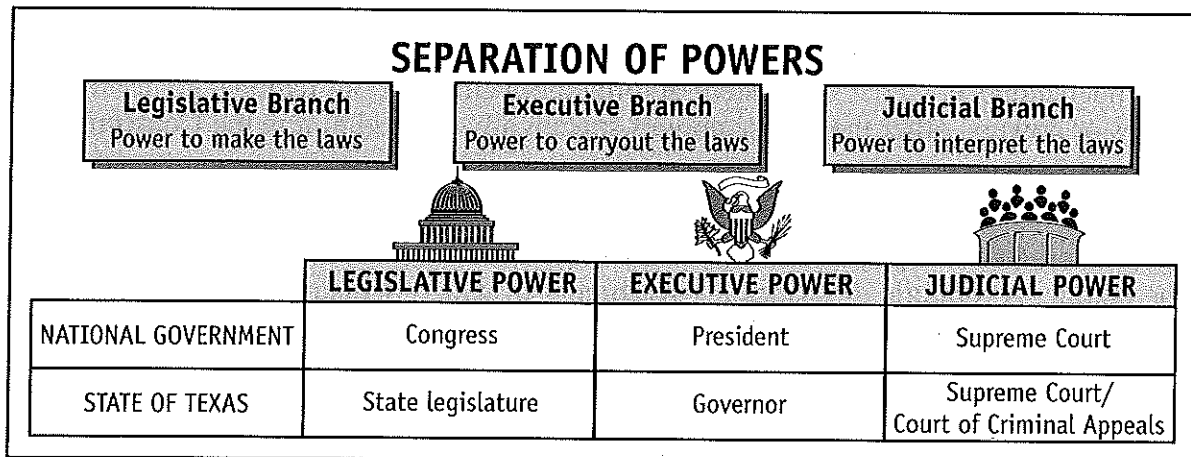 SEPARATION OF POWERS
Legislative Branch
Power to make the laws
Executive Branch
Power to carryout the laws
Judicial Branch
Power to interpret the laws
LEGISLATIVE POWER
EXECUTIVE POWER
JUDICIAL POWER
NATIONAL GOVERNMENT
Congress
President
Supreme Court
STATE OF TEXAS
State legislature
Governor
Supreme Court/
Court of Criminal Appeals